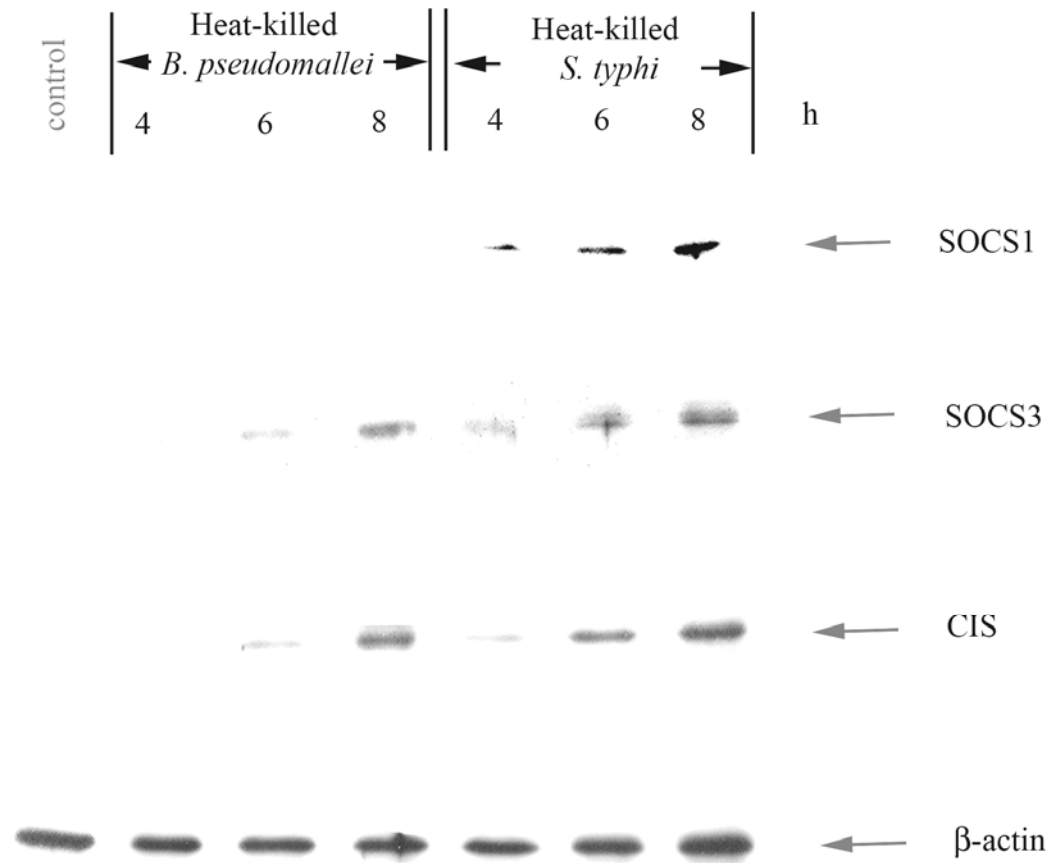 control
Heat-killed
B. pseudomallei
Heat-killed
S. typhi
4 6 8 4 6 8 h
SOCS1
SOCS3
CIS
β-actin